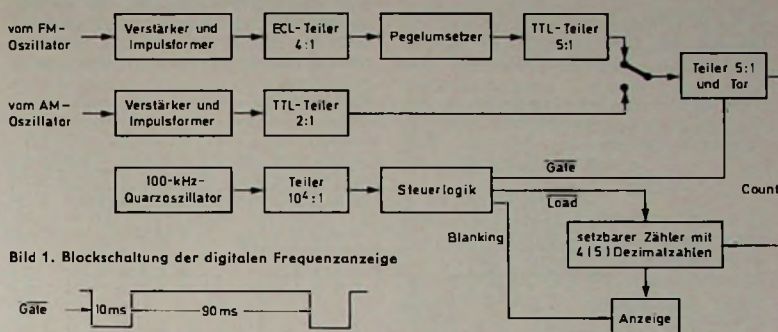 vom FM-
Oszillator
Verstärker und
Impulsformer
ECL-Teiler
4:1
Pegelumsetzer
TTL-Teiler
5:1
Teiler 5:1
und Tor
vom AM-
Oszillator
Verstärker und
Impulsformer
TTL-Teiler
2:1
100-kHz-
Quarzoszillator
Teiler
10⁴:1
Steuerlogik
Gate
Load
Count
Blanking
setzbarer Zähler mit
4(5) Dezimalzahlen
Anzeige
Bild 1. Blockschaltung der digitalen Frequenzanzeige
Gate
10ms
90ms